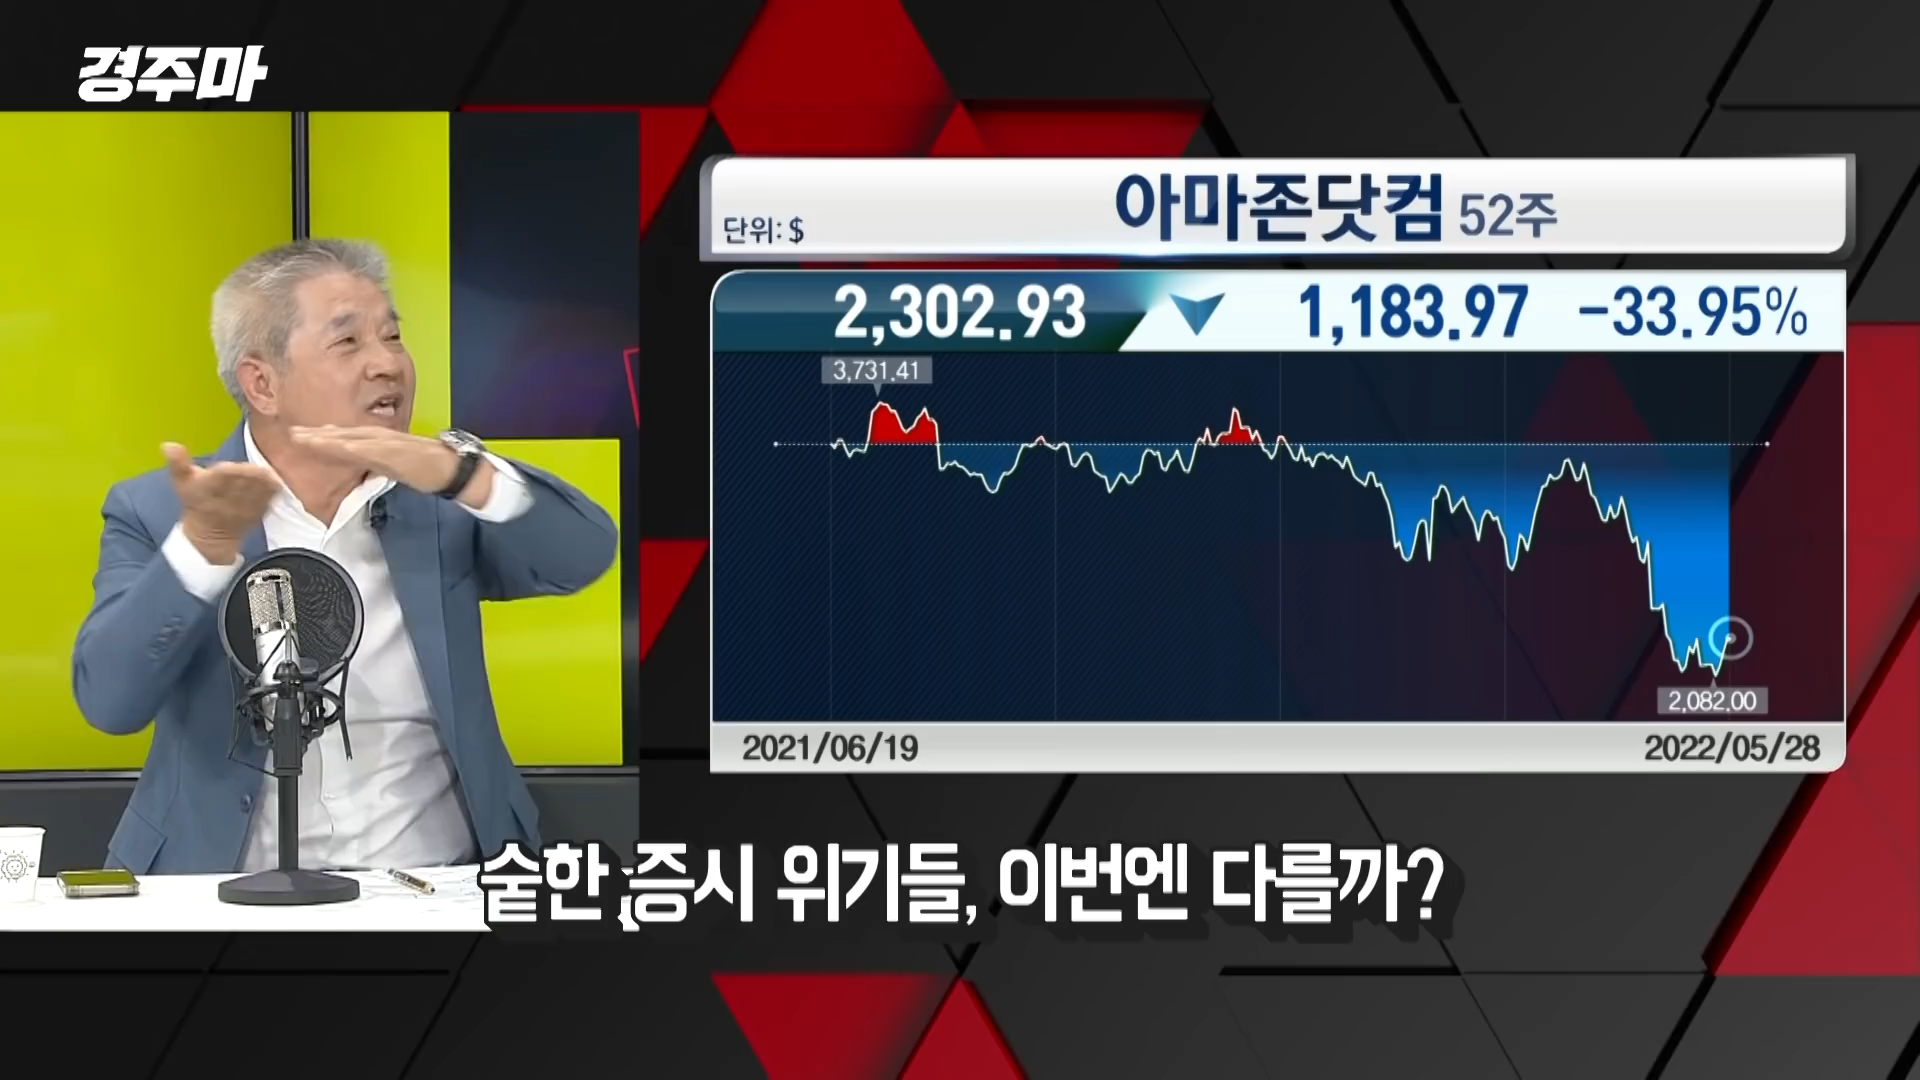 경주마
아마존닷컴 52주
단위: $
2,302.93 ▼ 1,183.97 -33.95%
3,731.41
2,082.00
2021/06/19 2022/05/28
숱한 증시 위기들, 이번엔 다를까?